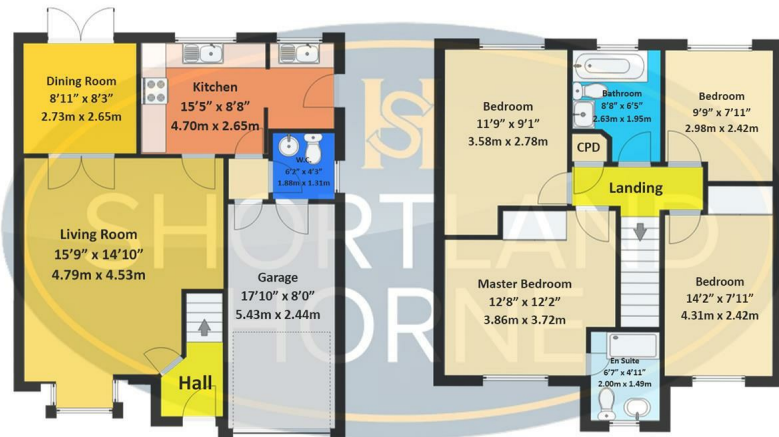 Dining Room
8'11" x 8'3"
2.73m x 2.65m
Kitchen
15'5" x 8'8"
4.70m x 2.65m
W.C.
6'2" x 4'3"
1.88m x 1.31m
Living Room
15'9" x 14'10"
4.79m x 4.53m
Garage
17'10" x 8'0"
5.43m x 2.44m
Hall
Bedroom
11'9" x 9'1"
3.58m x 2.78m
Bathroom
8'8" x 6'5"
2.63m x 1.95m
Bedroom
9'9" x 7'11"
2.98m x 2.42m
CPD
Landing
Master Bedroom
12'8" x 12'2"
3.86m x 3.72m
Bedroom
14'2" x 7'11"
4.31m x 2.42m
En Suite
6'7" x 4'11"
2.00m x 1.49m
SH
SHORTLAND
HORNE